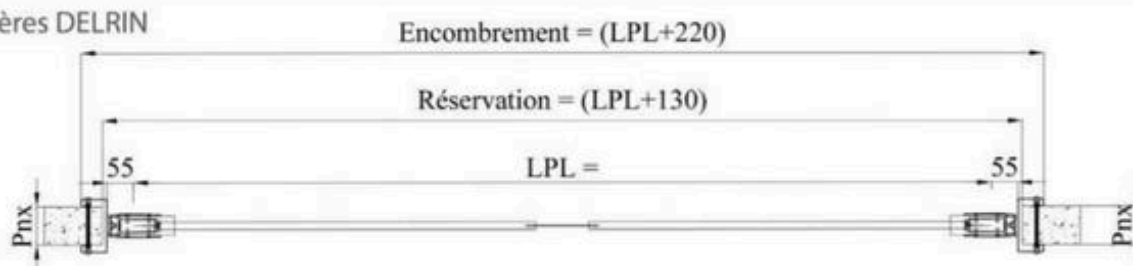 ères DELRIN
Encombrement = (LPL+220)
Réservation = (LPL+130)
55
LPL =
55
Pnx
Pnx